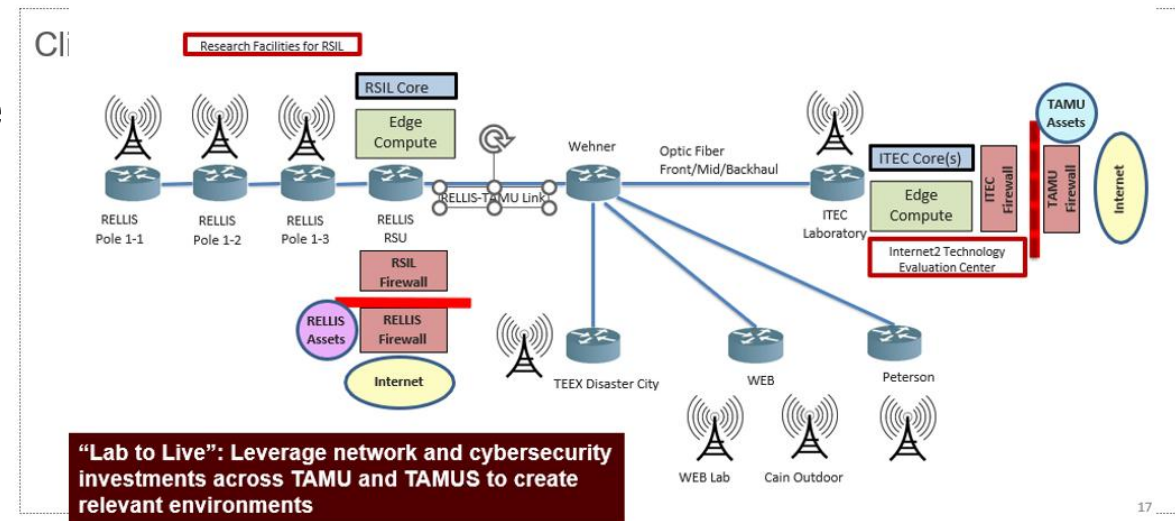 Cli
Research Facilities for RSIL
e
RSIL Core
Edge
Compute
RELLIS
Pole 1-1
RELLIS
Pole 1-2
RELLIS
Pole 1-3
RELLIS
RSU
RELLIS-TAMU Link
Wehner
Optic Fiber
Front/Mid/Backhaul
ITEC
Laboratory
ITEC Core(s)
Edge
Compute
ITEC
Firewall
TAMU
Assets
TAMU
Firewall
Internet
Internet2 Technology
Evaluation Center
RSIL
Firewall
RELLIS
Assets
RELLIS
Firewall
Internet
TEEX Disaster City
WEB
Peterson
WEB Lab
Cain Outdoor
“Lab to Live”: Leverage network and cybersecurity
investments across TAMU and TAMUS to create
relevant environments
17